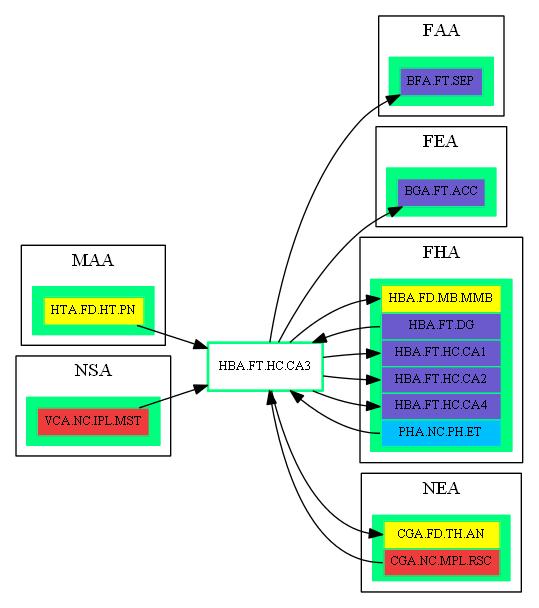 FAA
BFA.FT.SEP
FEA
BGA.FT.ACC
FHA
HBA.FD.MB.MMB
HBA.FT.DG
HBA.FT.HC.CA1
HBA.FT.HC.CA2
HBA.FT.HC.CA4
PHA.NC.PH.ET
MAA
HTA.FD.HT.PN
NSA
VCA.NC.IPL.MST
HBA.FT.HC.CA3
NEA
CGA.FD.TH.AN
CGA.NC.MPL.RSC